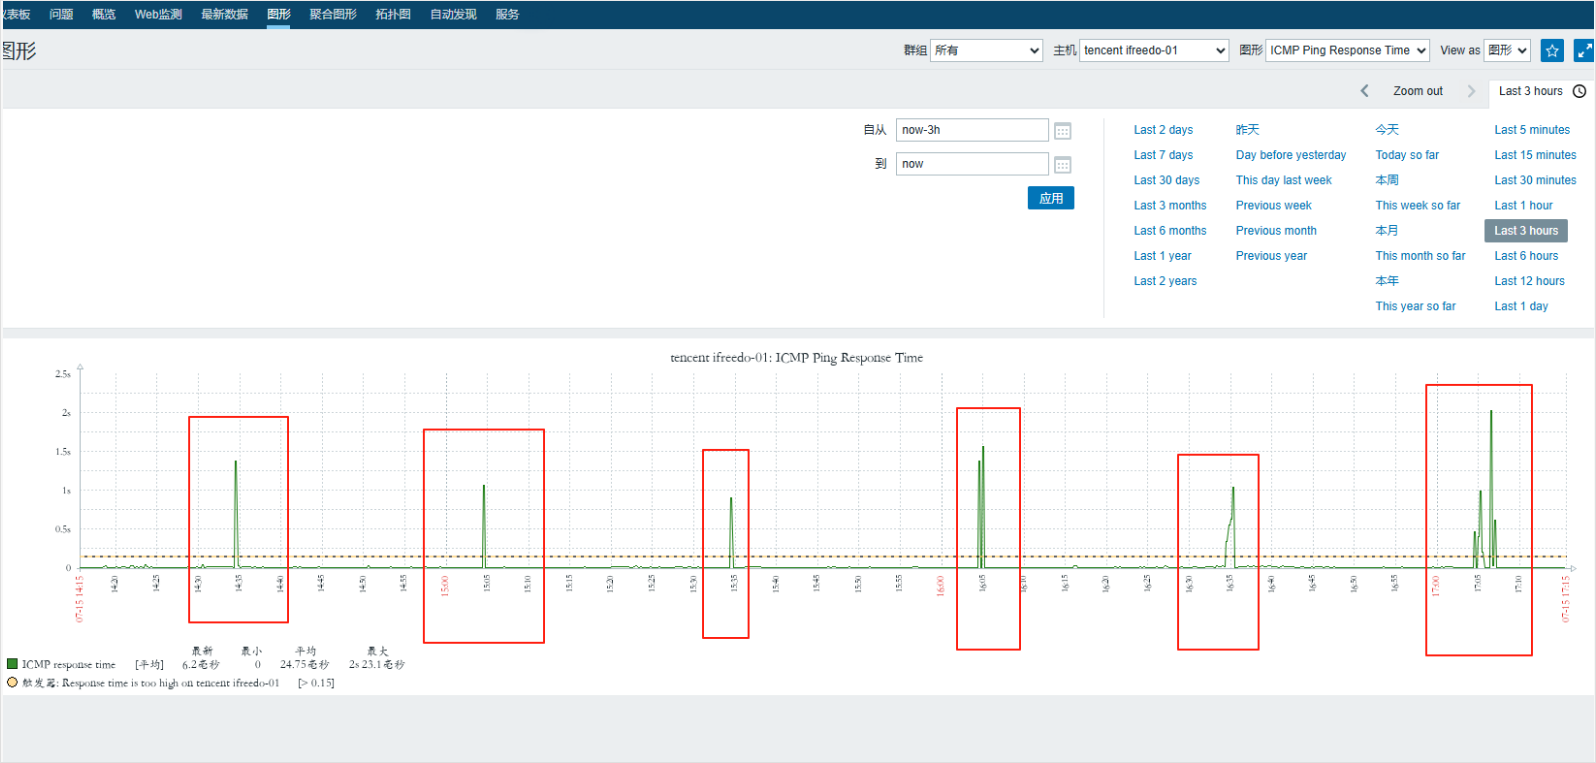 仪表板 问题 概览 Web监测 最新数据 图形 聚合图形 拓扑图 自动发现 服务
图形
群组 所有 主机 tencent ifreedo-01 图形 ICMP Ping Response Time View as 图形
Zoom out Last 3 hours
自从 now-3h
到 now
应用
Last 2 days 昨天 今天 Last 5 minutes
Last 7 days Day before yesterday Today so far Last 15 minutes
Last 30 days This day last week 本周 Last 30 minutes
Last 3 months Previous week This week so far Last 1 hour
Last 6 months Previous month 本月 Last 3 hours
Last 1 year Previous year This month so far Last 6 hours
Last 2 years 本年 Last 12 hours
This year so far Last 1 day
tencent ifreedo-01: ICMP Ping Response Time
2.5s
2s
1.5s
1s
0.5s
0
07-15 14:15 14:20 14:25 14:30 14:35 14:40 14:45 14:50 14:55 15:00 15:05 15:10 15:15 15:20 15:25 15:30 15:35 15:40 15:45 15:50 15:55 16:00 16:05 16:10 16:15 16:20 16:25 16:30 16:35 16:40 16:45 16:50 16:55 17:00 17:05 17:10 07-15 17:15
最新 最小 平均 最大
ICMP response time [平均] 6.2毫秒 0 24.75毫秒 2s 23.1毫秒
触发器: Response time is too high on tencent ifreedo-01 [> 0.15]